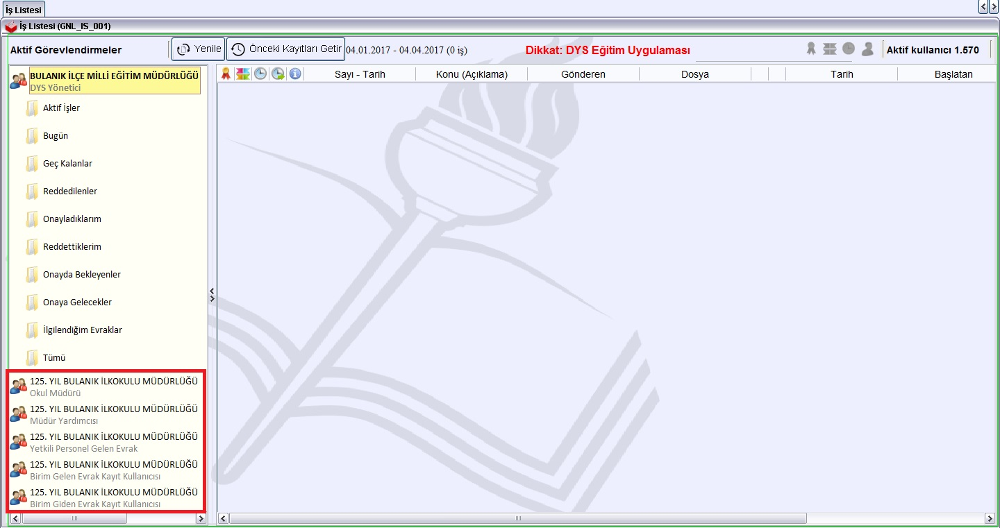 İş Listesi
İş Listesi (GNL_IS_001)
Aktif Görevlendirmeler
Yenile
Önceki Kayıtları Getir
04.01.2017 - 04.04.2017 (0 iş)
Dikkat: DYS Eğitim Uygulaması
Aktif kullanıcı 1.570
Sayı - Tarih
Konu (Açıklama)
Gönderen
Dosya
Tarih
Başlatan
BULANIK İLÇE MİLLİ EĞİTİM MÜDÜRLÜĞÜ
DYS Yönetici
Aktif İşler
Bugün
Geç Kalanlar
Reddedilenler
Onayladıklarım
Reddettiklerim
Onayda Bekleyenler
Onaya Gelecekler
İlgilendiğim Evraklar
Tümü
125. YIL BULANIK İLKOKULU MÜDÜRLÜĞÜ
Okul Müdürü
125. YIL BULANIK İLKOKULU MÜDÜRLÜĞÜ
Müdür Yardımcısı
125. YIL BULANIK İLKOKULU MÜDÜRLÜĞÜ
Yetkili Personel Gelen Evrak
125. YIL BULANIK İLKOKULU MÜDÜRLÜĞÜ
Birim Gelen Evrak Kayıt Kullanıcısı
125. YIL BULANIK İLKOKULU MÜDÜRLÜĞÜ
Birim Giden Evrak Kayıt Kullanıcısı